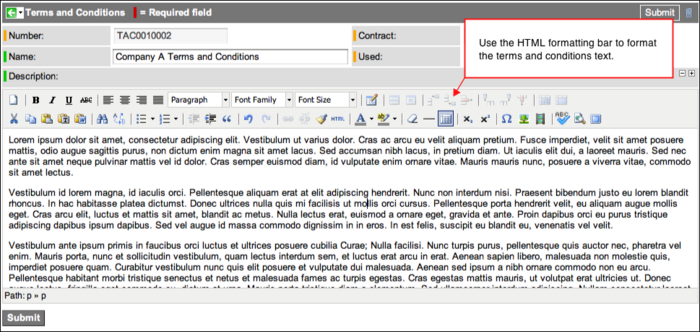 Terms and Conditions = Required field Submit
Number: TAC0010002 Contract:
Name: Company A Terms and Conditions Used:
Use the HTML formatting bar to format
the terms and conditions text.
Description:
B I U ABC Paragraph Font Family Font Size
HTML A ABC
Lorem ipsum dolor sit amet, consectetur adipiscing elit. Vestibulum ut varius dolor. Cras ac arcu eu velit aliquam pretium. Fusce imperdiet, velit sit amet posuere
mattis, odio augue sagittis purus, non dictum enim magna sit amet lacus. Sed accumsan nibh lacus, in pretium diam. Ut iaculis elit dui, a laoreet mauris. Sed nec
ante sit amet neque pulvinar mattis vel id dolor. Cras semper euismod diam, id vulputate enim ornare vitae. Mauris mauris nunc, posuere a viverra vitae, commodo
sit amet lectus.
Vestibulum id lorem magna, id iaculis orci. Pellentesque aliquam erat at elit adipiscing hendrerit. Nunc non interdum nisi. Praesent bibendum justo eu lorem blandit
rhoncus. In hac habitasse platea dictumst. Donec ultrices nulla quis mi facilisis ut mollis orci cursus. Pellentesque porta hendrerit velit, eu aliquam augue mollis
eget. Cras arcu elit, luctus et mattis sit amet, blandit ac metus. Nulla lectus erat, euismod a ornare eget, gravida et ante. Proin dapibus orci eu purus tristique
adipiscing dapibus ipsum dapibus. Sed vel augue id massa commodo dignissim in in eros. In est felis, suscipit eu blandit eu, venenatis vel velit.
Vestibulum ante ipsum primis in faucibus orci luctus et ultrices posuere cubilia Curae; Nulla facilisi. Nunc turpis purus, pellentesque quis auctor nec, pharetra vel
enim. Mauris porta, nunc et sollicitudin vestibulum, quam lectus interdum sem, et luctus erat arcu in erat. Aenean sapien libero, malesuada non molestie quis,
imperdiet posuere quam. Curabitur vestibulum nunc quis elit posuere et vulputate dui malesuada. Aenean sed ipsum a nibh ornare commodo non eu arcu.
Pellentesque habitant morbi tristique senectus et netus et malesuada fames ac turpis egestas. Cras egestas mattis mauris, ut volutpat erat ultricies ut. Donec
Path: p » p
Submit